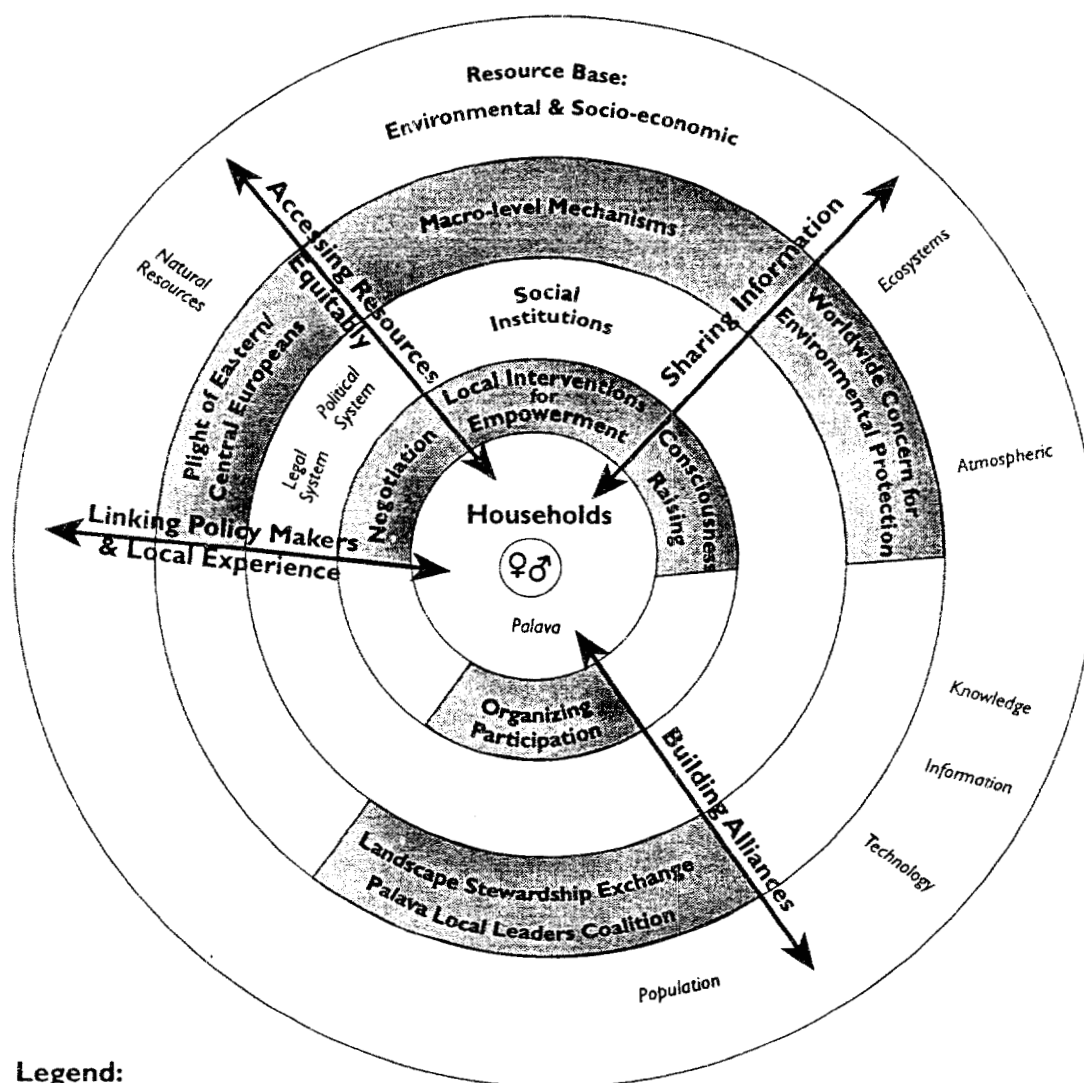 Resource Base:
Environmental & Socio-economic
Macro-level Mechanisms
Accessing Resources
Equitably
Sharing Information
Natural
Resources
Ecosystems
Social
Institutions
Plight of Eastern/
Central Europeans
Worldwide Concern for
Environmental Protection
Political
System
Legal
System
Local Interventions
for
Empowerment
Negotiation
Consciousness
Raising
Atmospheric
Households
Linking Policy Makers
& Local Experience
♀♂
Palava
Organizing
Participation
Building Alliances
Knowledge
Information
Technology
Landscape Stewardship Exchange
Palava Local Leaders Coalition
Population
Legend: